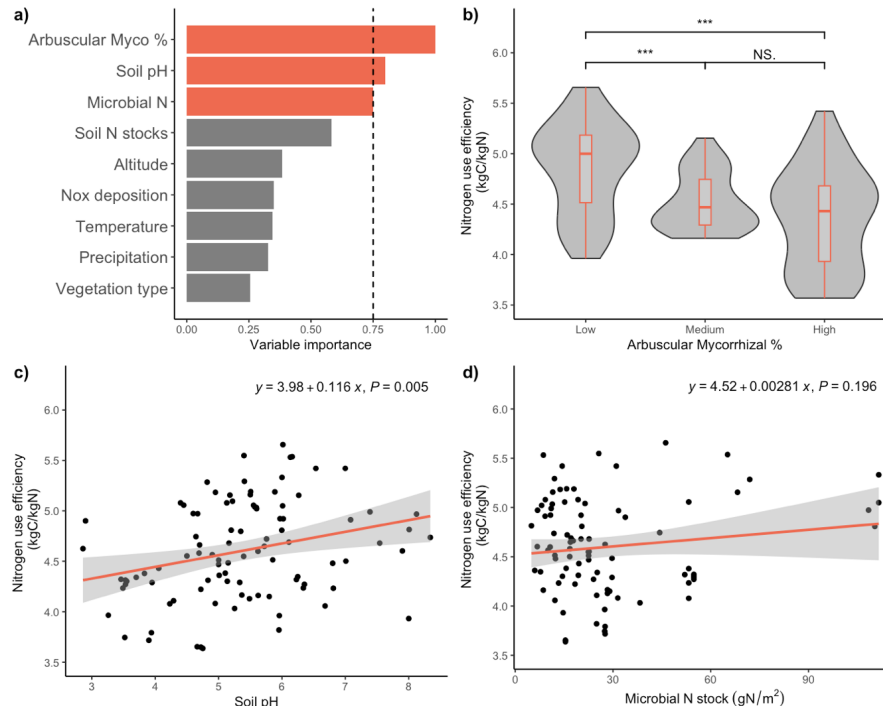 a)
Arbuscular Myco %
Soil pH
Microbial N
Soil N stocks
Altitude
Nox deposition
Temperature
Precipitation
Vegetation type
0.00 0.25 0.50 0.75 1.00
Variable importance
b)
***
*** NS.
6.0
5.5
5.0
4.5
4.0
3.5
Nitrogen use efficiency
(kgC/kgN)
Low Medium High
Arbuscular Mycorrhizal %
c)
y = 3.98 + 0.116 x, P = 0.005
6.0
5.5
5.0
4.5
4.0
3.5
Nitrogen use efficiency
(kgC/kgN)
3 4 5 6 7 8
Soil pH
d)
y = 4.52 + 0.00281 x, P = 0.196
6.0
5.5
5.0
4.5
4.0
3.5
Nitrogen use efficiency
(kgC/kgN)
0 30 60 90
Microbial N stock (gN/m²)